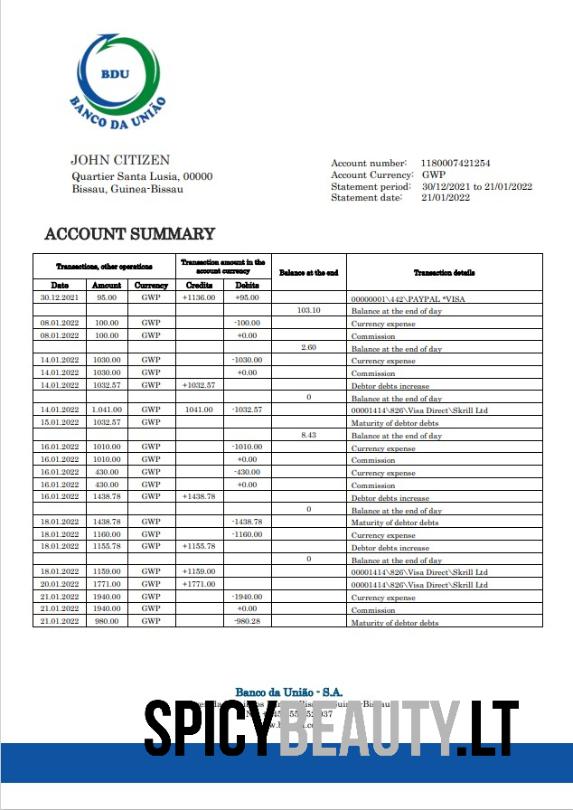 BDU
BANCO DA UNIÃO
JOHN CITIZEN
Quartier Santa Lusia, 00000
Bissau, Guinea-Bissau
Account number: 1180007421254
Account Currency: GWP
Statement period: 30/12/2021 to 21/01/2022
Statement date: 21/01/2022
ACCOUNT SUMMARY
Transactions, other operations Transaction amount in the account currency Balance at the end Transaction details
Date Amount Currency Credits Debits
30.12.2021 95.00 GWP +1136.00 +95.00 00000001\442\PAYPAL *VISA
103.10 Balance at the end of day
08.01.2022 100.00 GWP -100.00 Currency expense
08.01.2022 100.00 GWP +0.00 Commission
2.60 Balance at the end of day
14.01.2022 1030.00 GWP -1030.00 Currency expense
14.01.2022 1030.00 GWP +0.00 Commission
14.01.2022 1032.57 GWP +1032.57 Debtor debts increase
0 Balance at the end of day
14.01.2022 1.041.00 GWP 1041.00 -1032.57 00001414\826\Visa Direct\Skrill Ltd
15.01.2022 1032.57 GWP Maturity of debtor debts
8.43 Balance at the end of day
16.01.2022 1010.00 GWP -1010.00 Currency expense
16.01.2022 1010.00 GWP +0.00 Commission
16.01.2022 430.00 GWP -430.00 Currency expense
16.01.2022 430.00 GWP +0.00 Commission
16.01.2022 1438.78 GWP +1438.78 Debtor debts increase
0 Balance at the end of day
18.01.2022 1438.78 GWP -1438.78 Maturity of debtor debts
18.01.2022 1160.00 GWP -1160.00 Currency expense
18.01.2022 1155.78 GWP +1155.78 Debtor debts increase
0 Balance at the end of day
18.01.2022 1159.00 GWP +1159.00 00001414\826\Visa Direct\Skrill Ltd
20.01.2022 1771.00 GWP +1771.00 00001414\826\Visa Direct\Skrill Ltd
21.01.2022 1940.00 GWP -1940.00 Currency expense
21.01.2022 1940.00 GWP +0.00 Commission
21.01.2022 980.00 GWP -980.28 Maturity of debtor debts
Banco da União - S.A.
SPICYBEAUTY.LT